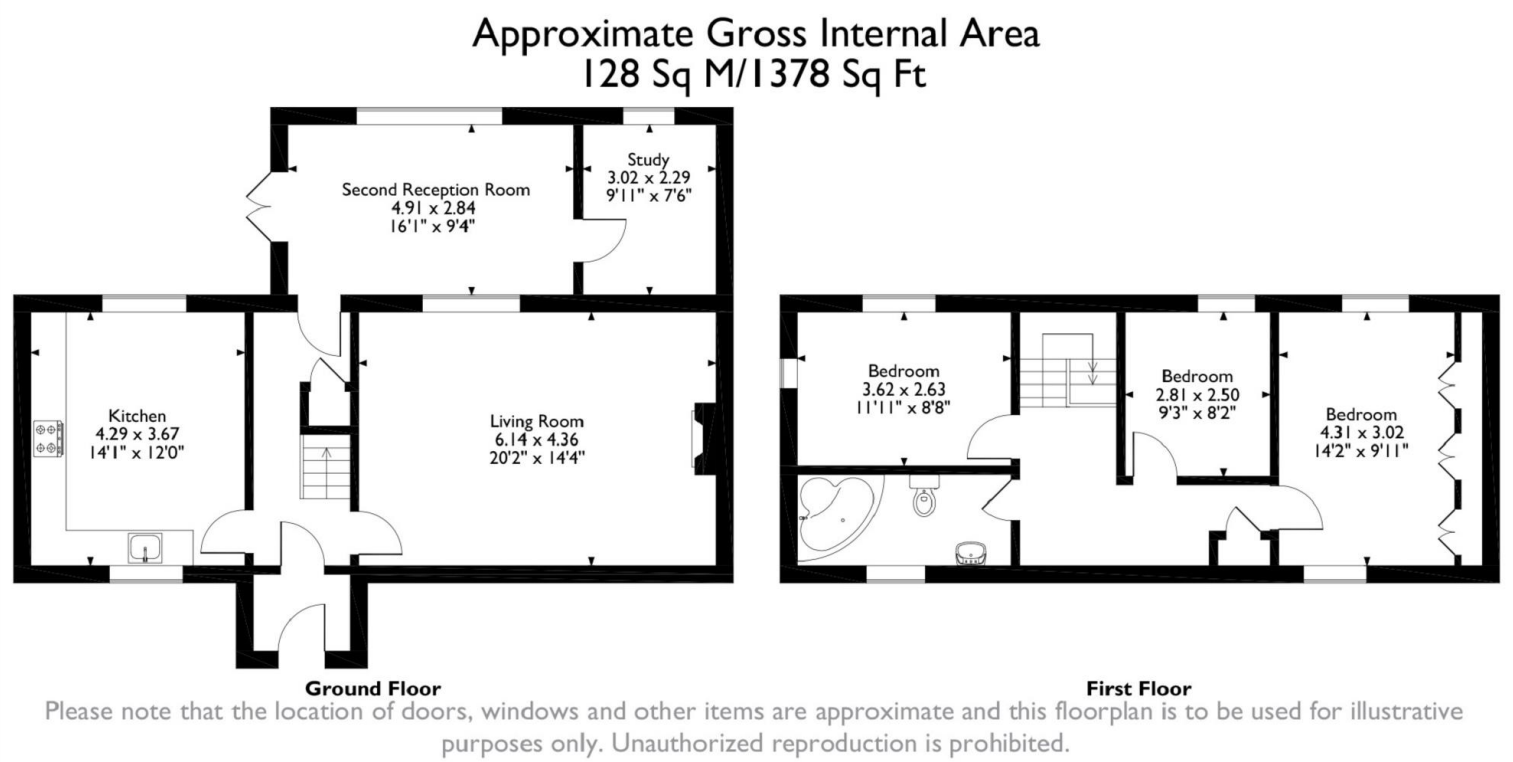 Approximate Gross Internal Area
128 Sq M/1378 Sq Ft
Second Reception Room
4.91 x 2.84
16'1" x 9'4"
Study
3.02 x 2.29
9'11" x 7'6"
Kitchen
4.29 x 3.67
14'1" x 12'0"
Living Room
6.14 x 4.36
20'2" x 14'4"
Bedroom
3.62 x 2.63
11'11" x 8'8"
Bedroom
2.81 x 2.50
9'3" x 8'2"
Bedroom
4.31 x 3.02
14'2" x 9'11"
Ground Floor
First Floor
Please note that the location of doors, windows and other items are approximate and this floorplan is to be used for illustrative
purposes only. Unauthorized reproduction is prohibited.